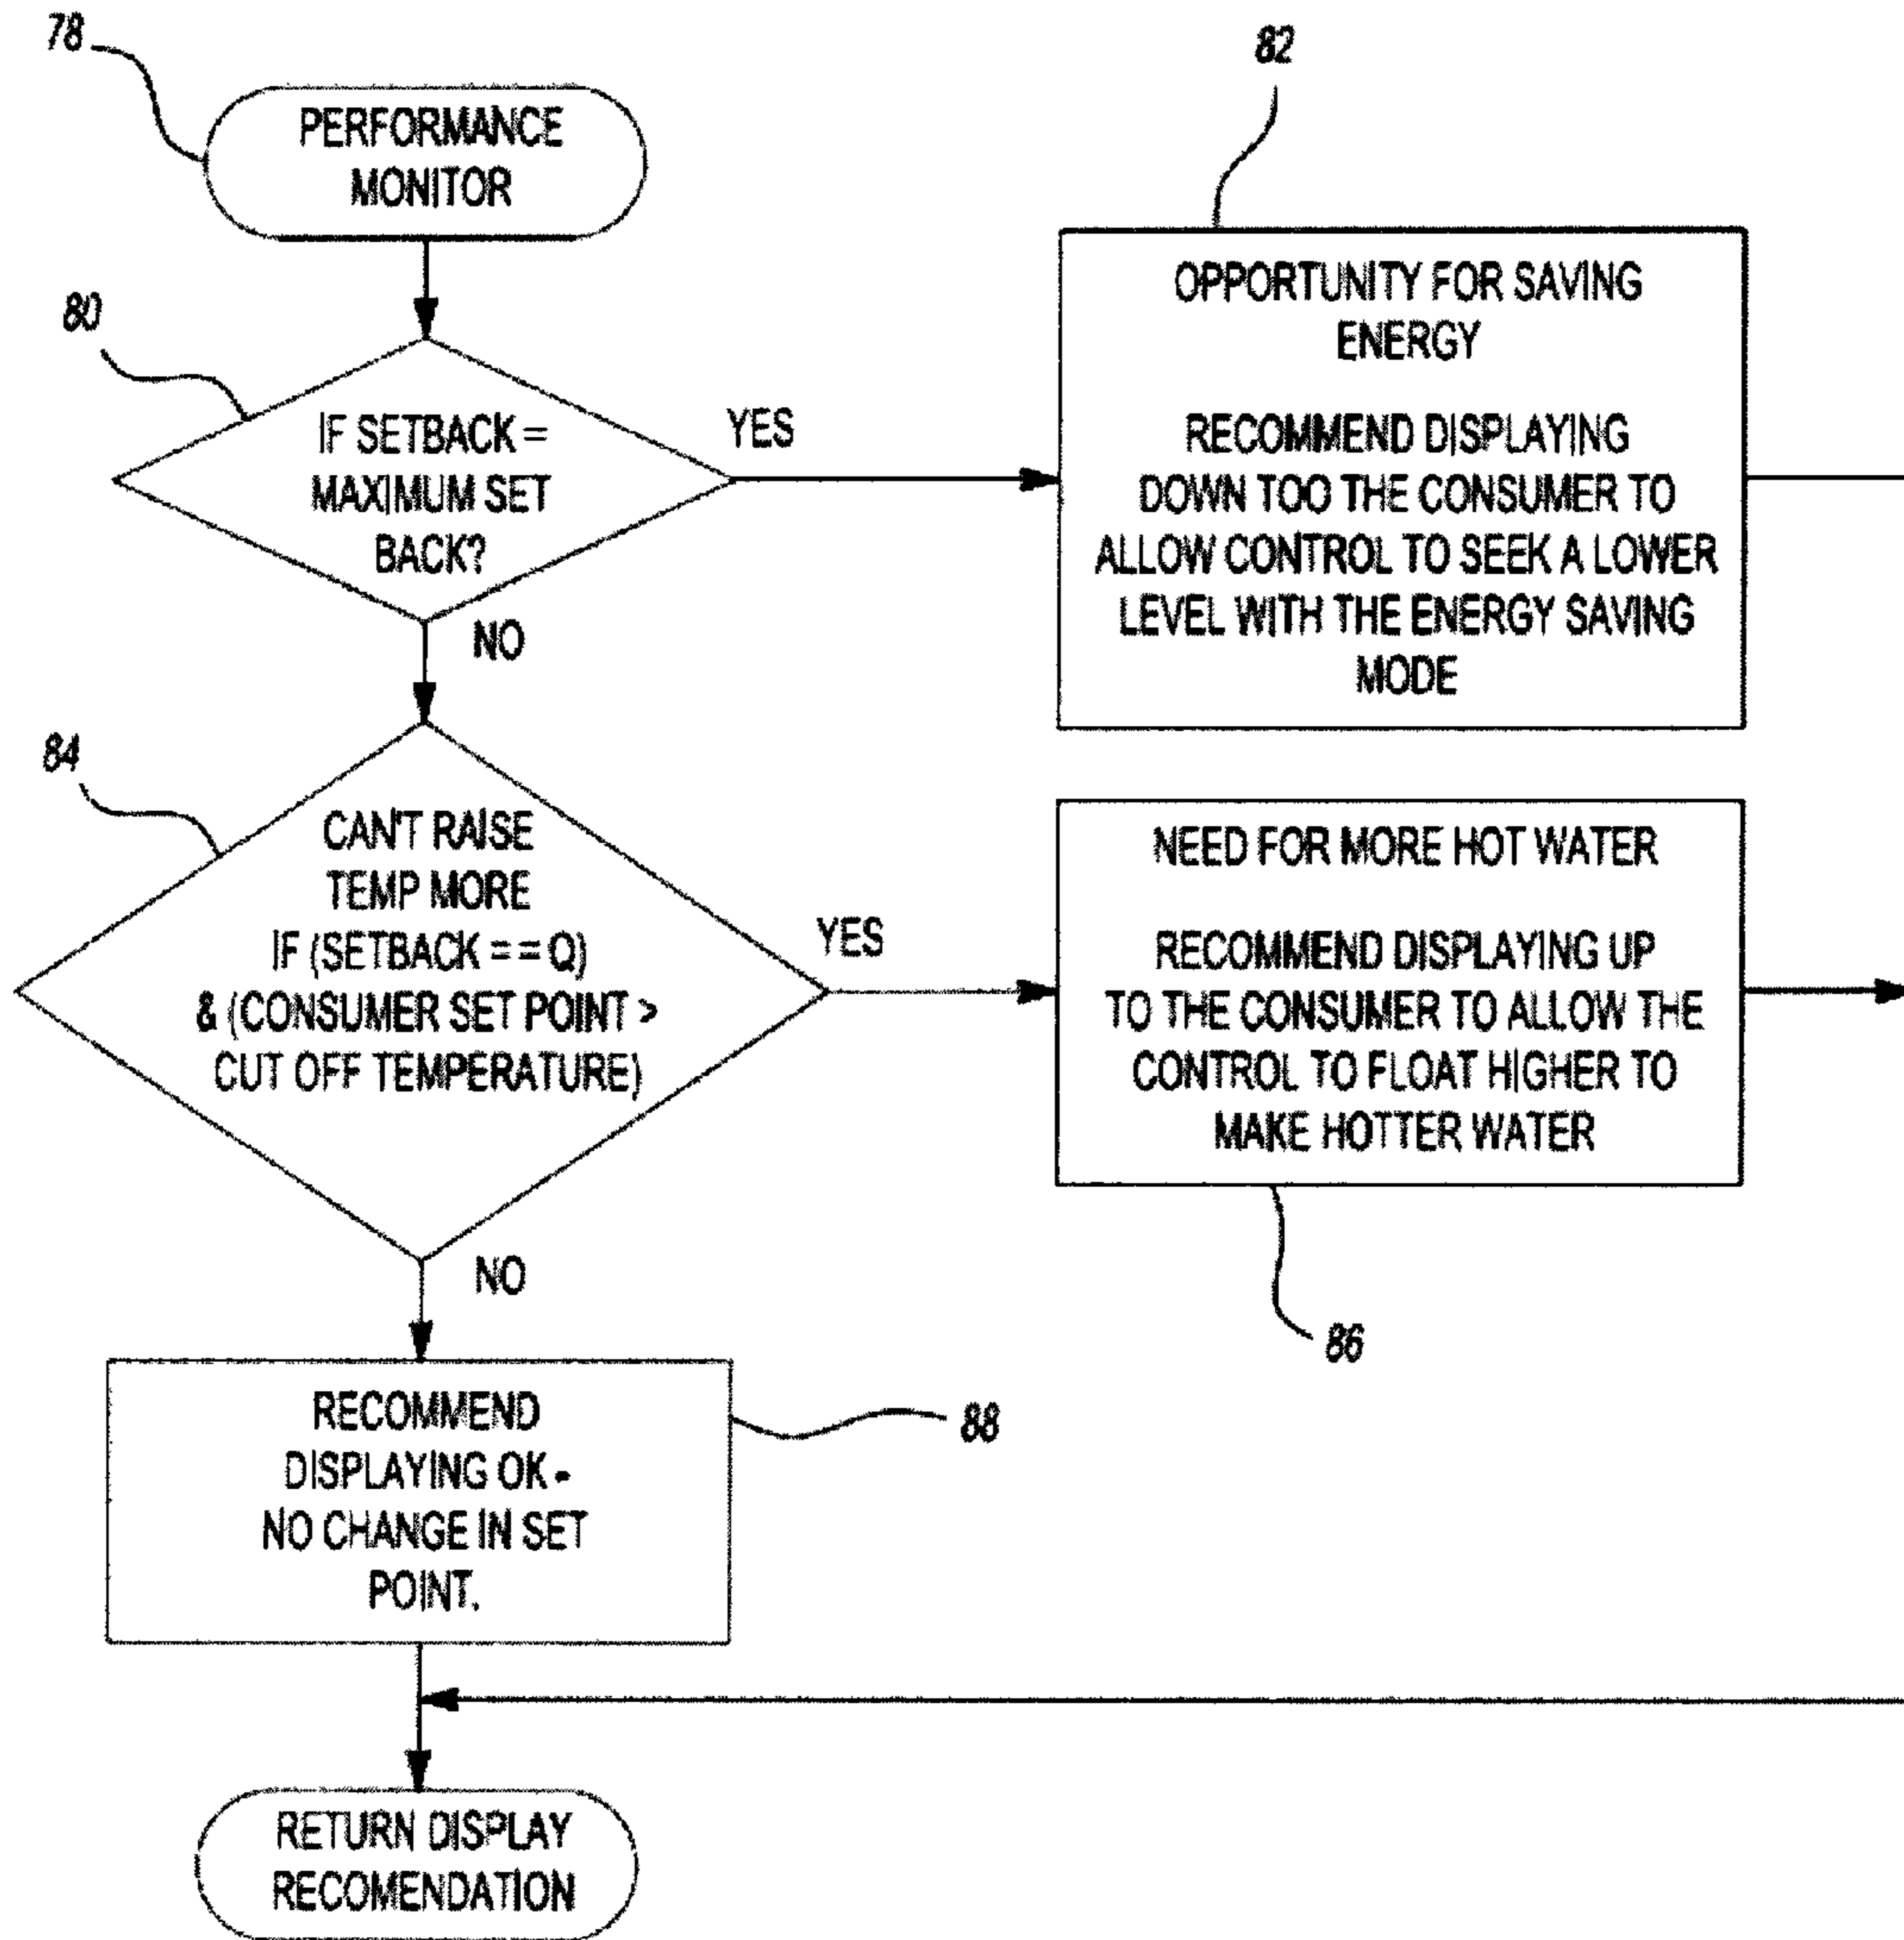 78
PERFORMANCE
MONITOR
80
IF SETBACK =
MAXIMUM SET
BACK?
YES
NO
82
OPPORTUNITY FOR SAVING
ENERGY
RECOMMEND DISPLAYING
DOWN TOO THE CONSUMER TO
ALLOW CONTROL TO SEEK A LOWER
LEVEL WITH THE ENERGY SAVING
MODE
84
CAN'T RAISE
TEMP MORE
IF (SETBACK = = Q)
& (CONSUMER SET POINT >
CUT OFF TEMPERATURE)
YES
NO
NEED FOR MORE HOT WATER
RECOMMEND DISPLAYING UP
TO THE CONSUMER TO ALLOW THE
CONTROL TO FLOAT HIGHER TO
MAKE HOTTER WATER
86
RECOMMEND
DISPLAYING OK -
NO CHANGE IN SET
POINT.
88
RETURN DISPLAY
RECOMENDATION